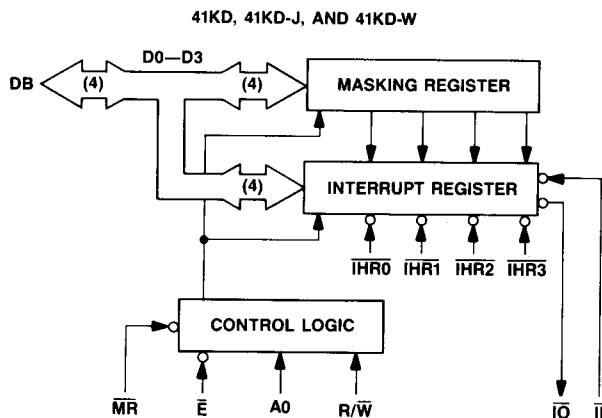 41KD, 41KD-J, AND 41KD-W
D0—D3
DB
(4)
(4)
MASKING REGISTER
(4)
INTERRUPT REGISTER
IHR0 IHR1 IHR2 IHR3
CONTROL LOGIC
MR
E
A0
R/W
IO